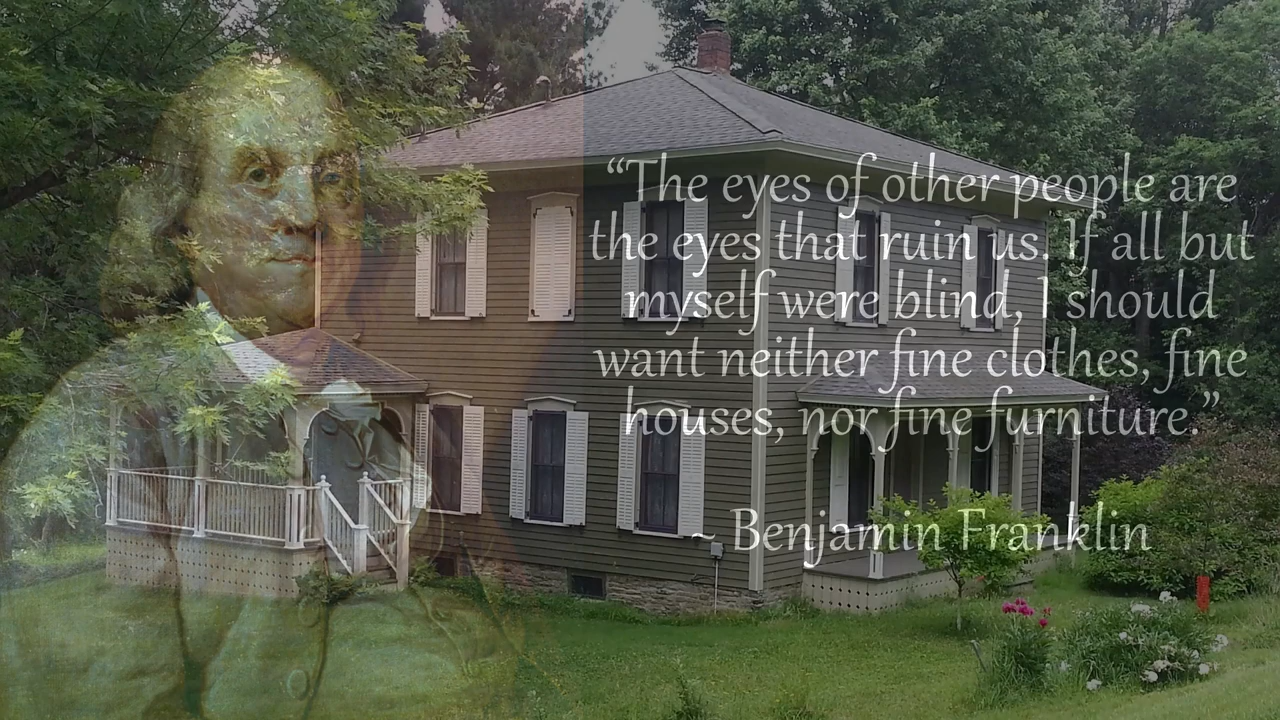 “The eyes of other people are
the eyes that ruin us. If all but
myself were blind, I should
want neither fine clothes, fine
houses, nor fine furniture.”
~ Benjamin Franklin